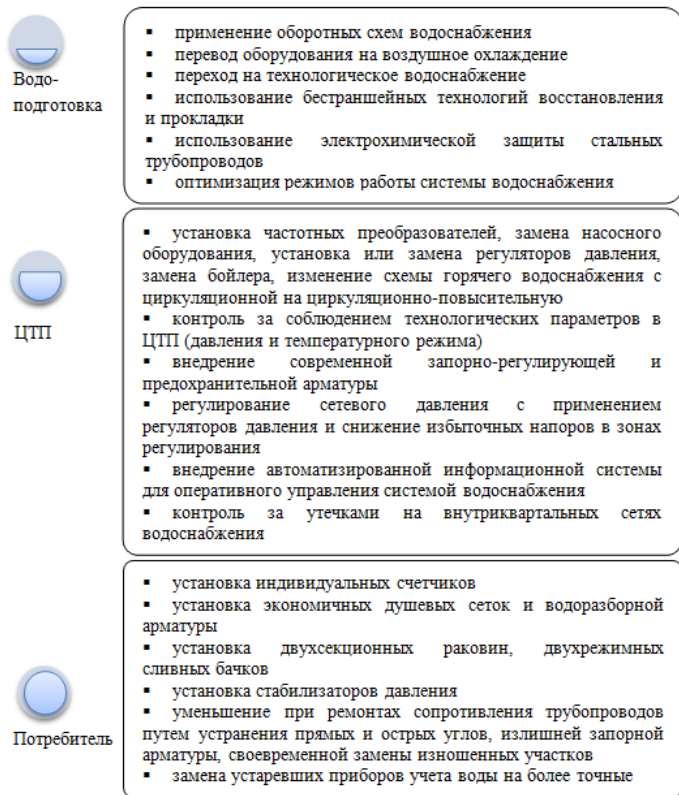 ▪ применение оборотных схем водоснабжения
▪ перевод оборудования на воздушное охлаждение
▪ переход на технологическое водоснабжение
▪ использование бестраншейных технологий восстановления
и прокладки
▪ использование электрохимической защиты стальных
трубопроводов
▪ оптимизация режимов работы системы водоснабжения
Водо-
подготовка
▪ установка частотных преобразователей, замена насосного
оборудования, установка или замена регуляторов давления,
замена бойлера, изменение схемы горячего водоснабжения с
циркуляционной на циркуляционно-повысительную
▪ контроль за соблюдением технологических параметров в
ЦТП (давления и температурного режима)
▪ внедрение современной запорно-регулирующей и
предохранительной арматуры
▪ регулирование сетевого давления с применением
регуляторов давления и снижение избыточных напоров в зонах
регулирования
▪ внедрение автоматизированной информационной системы
для оперативного управления системой водоснабжения
▪ контроль за утечками на внутриквартальных сетях
водоснабжения
ЦТП
▪ установка индивидуальных счетчиков
▪ установка экономичных душевых сеток и водоразборной
арматуры
▪ установка двухсекционных раковин, двухрежимных
сливных бачков
▪ установка стабилизаторов давления
▪ уменьшение при ремонтах сопротивления трубопроводов
путем устранения прямых и острых углов, излишней запорной
арматуры, своевременной замены изношенных участков
▪ замена устаревших приборов учета воды на более точные
Потребитель